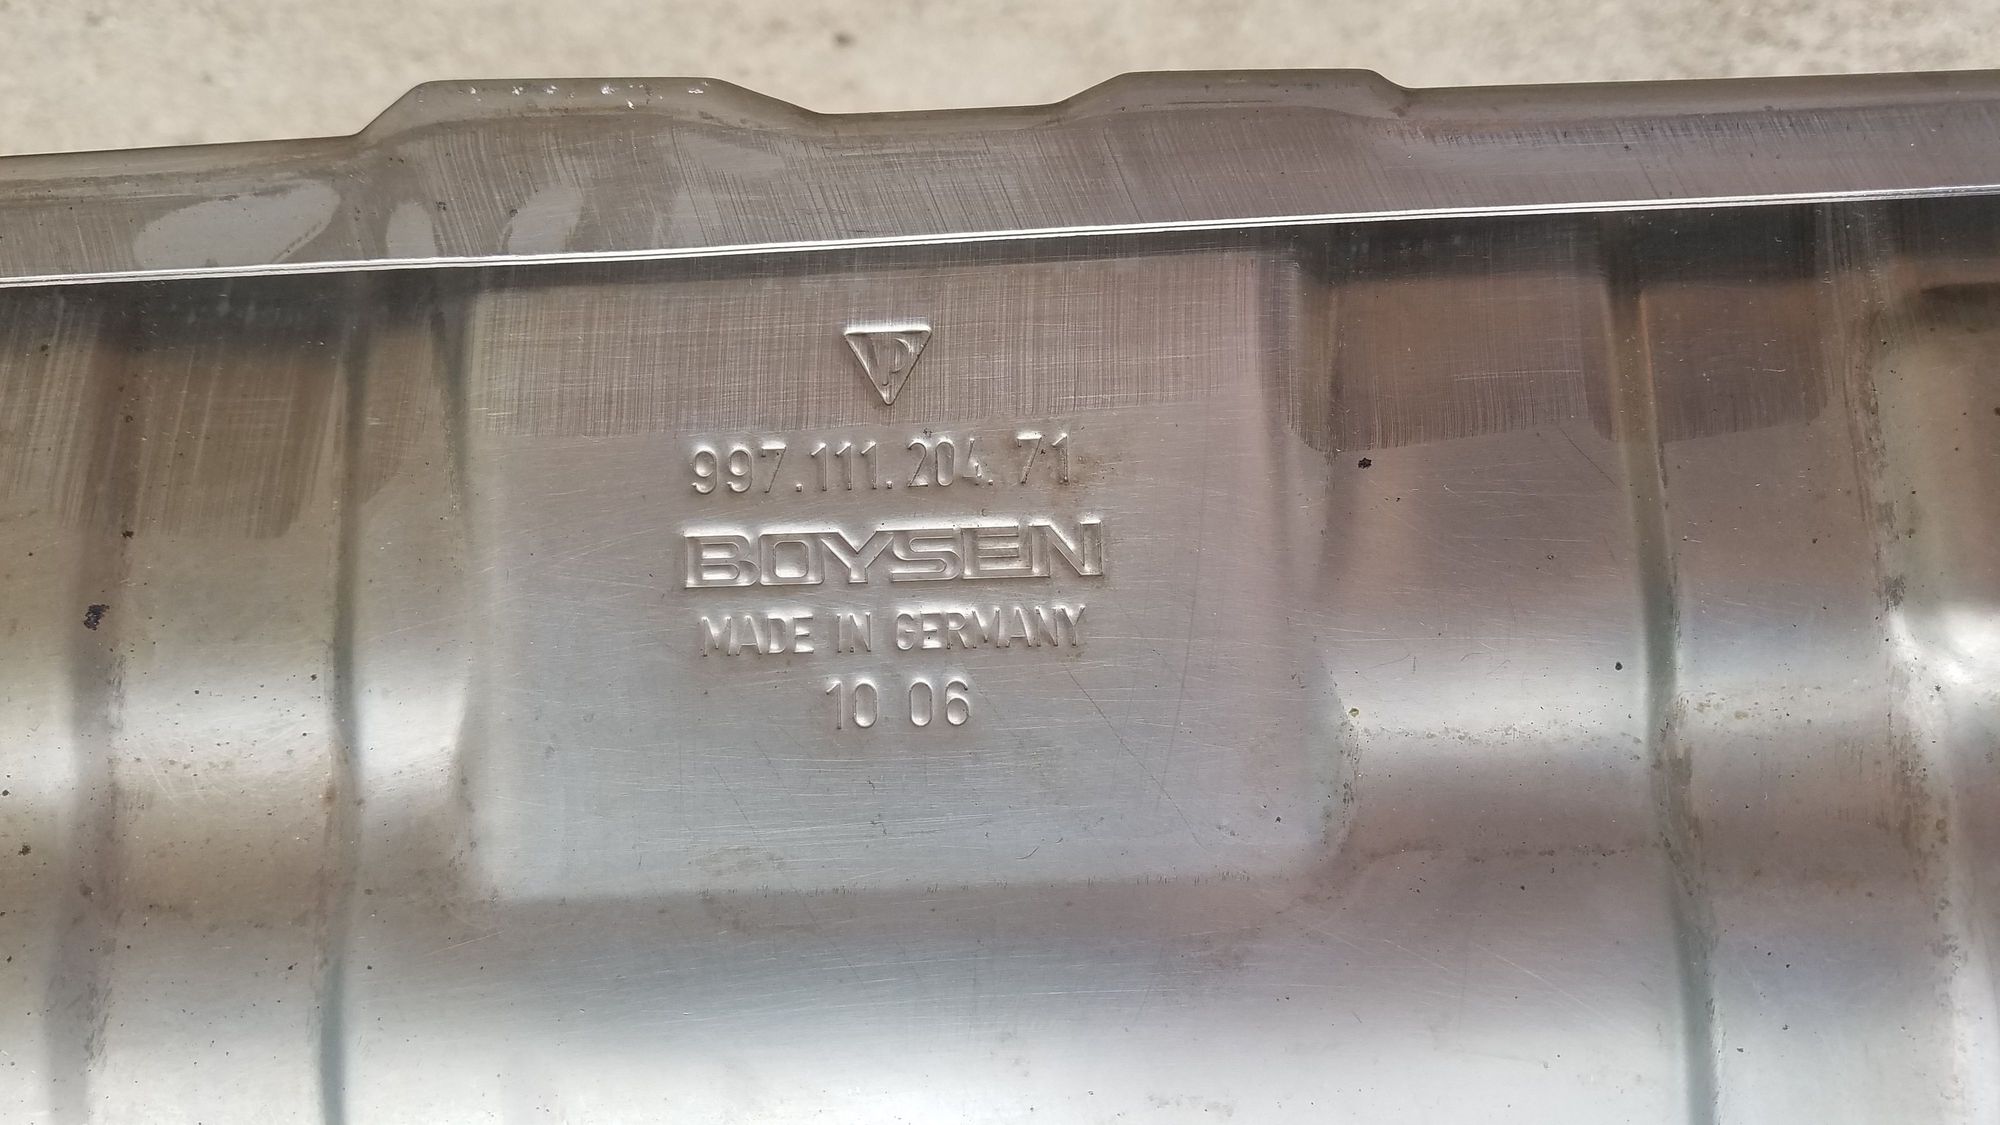 P
997.111.204.71
BOYSEN
MADE IN GERMANY
10 06